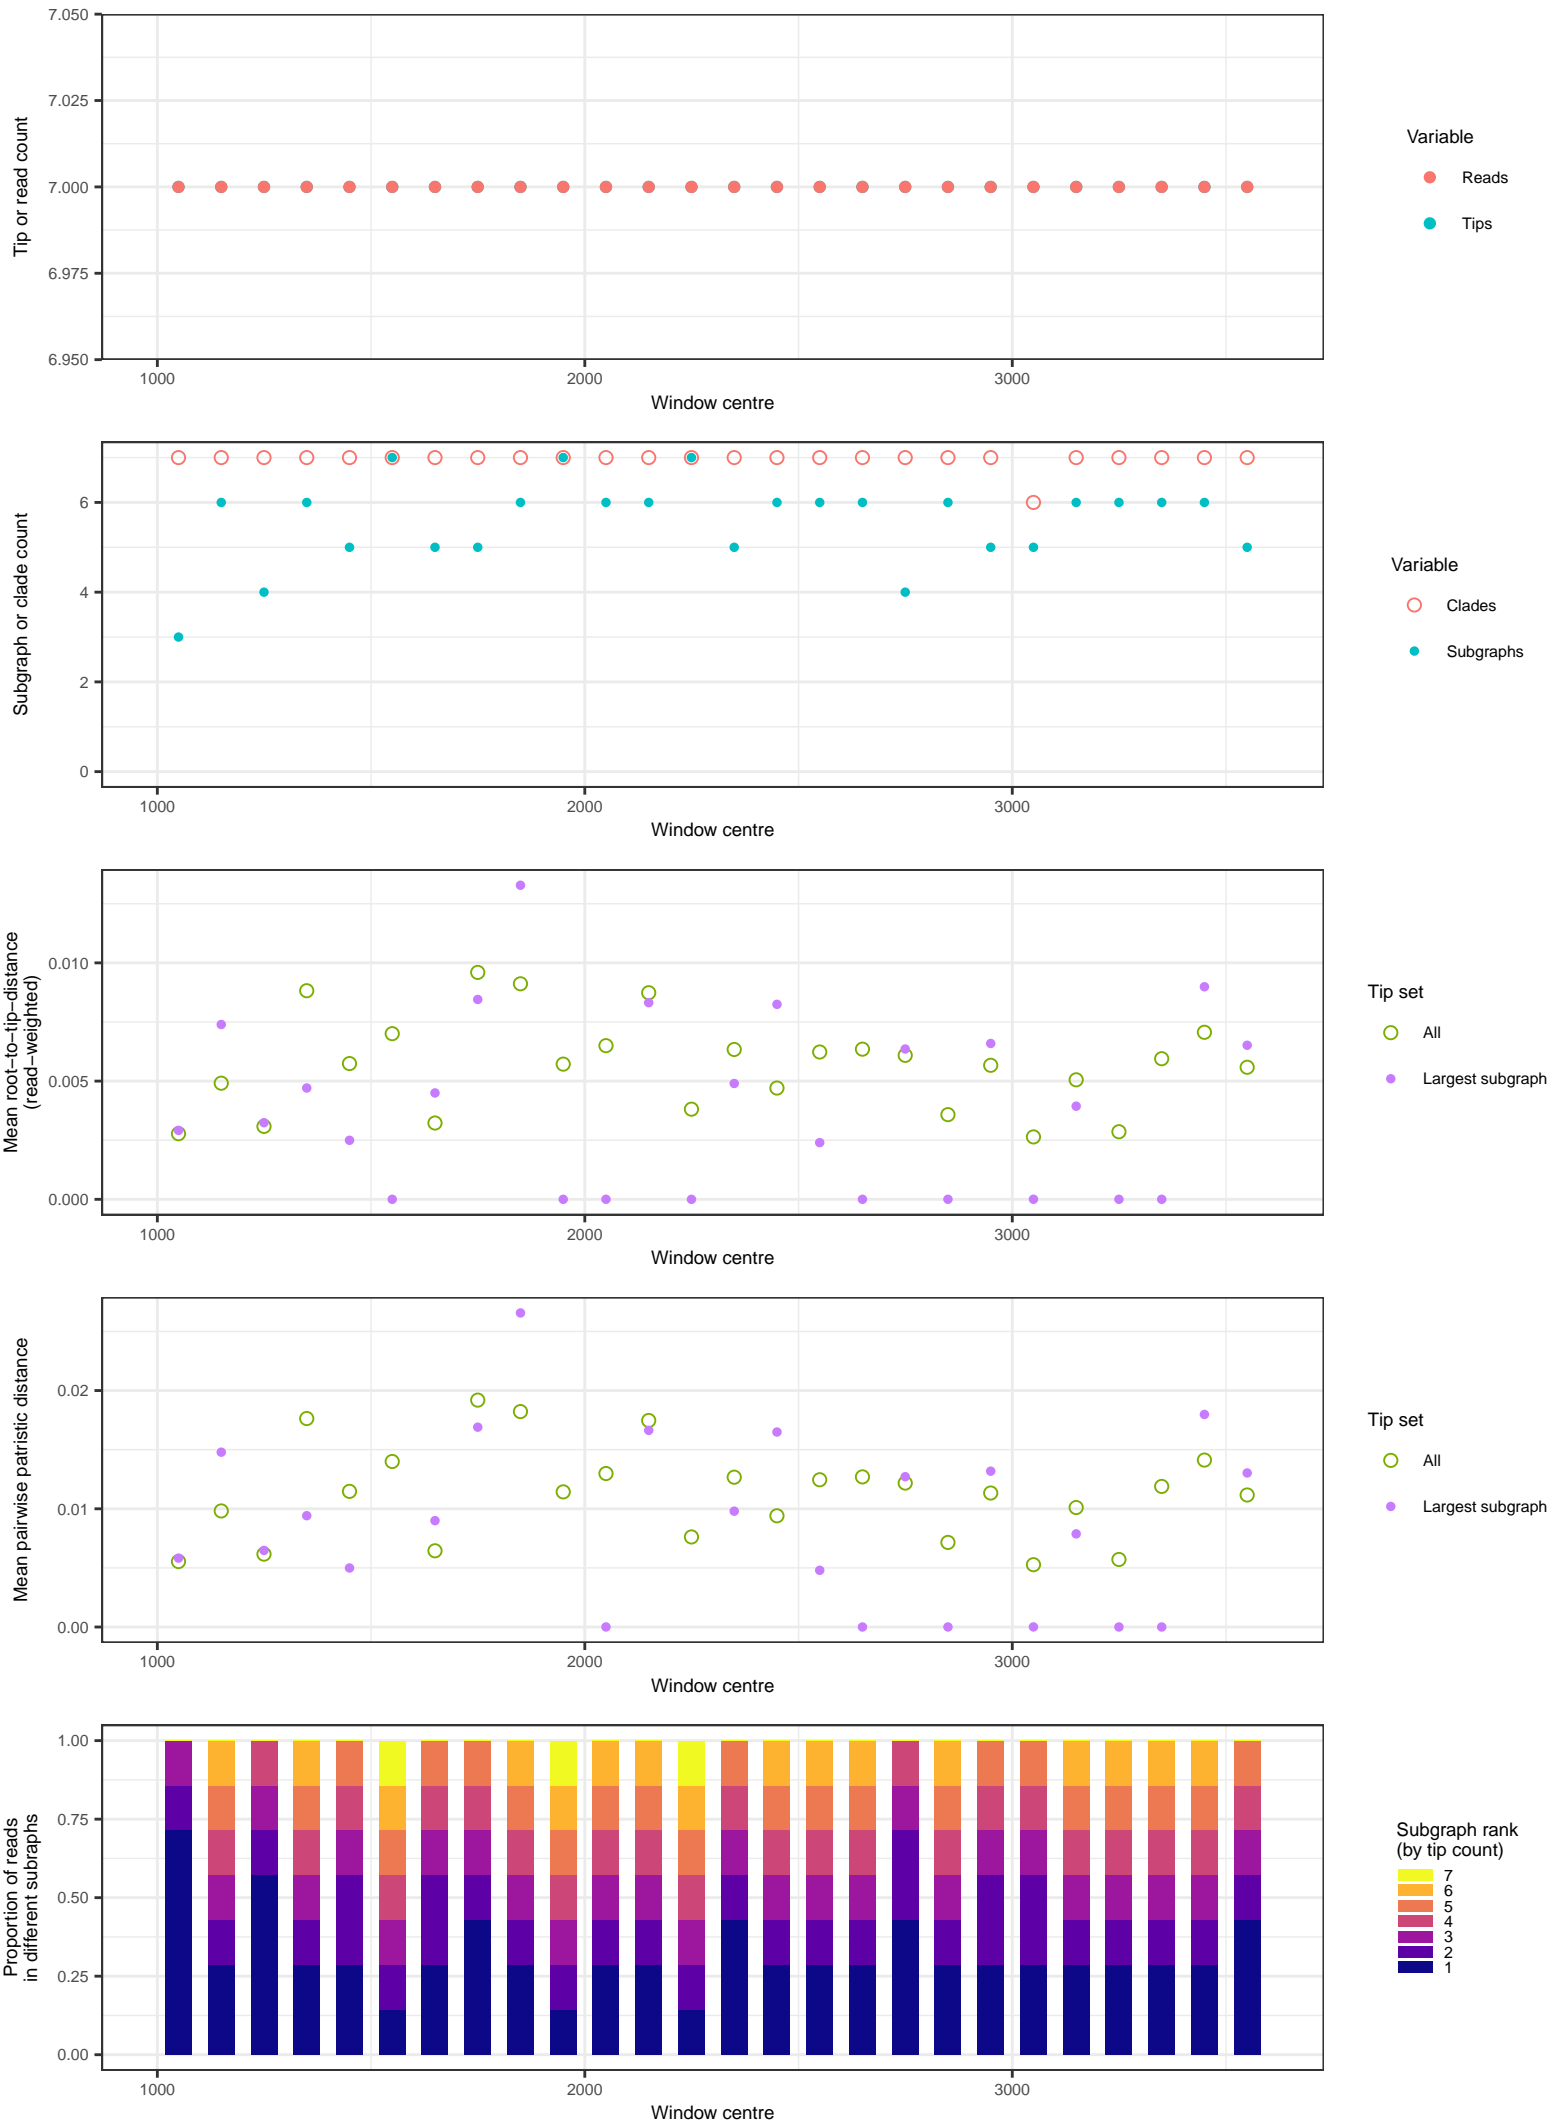 7.050
7.025
7.000
6.975
6.950
Tip or read count
1000 2000 3000
Window centre
Variable
Reads
Tips
6
4
2
0
Subgraph or clade count
1000 2000 3000
Window centre
Variable
Clades
Subgraphs
0.010
0.005
0.000
Mean root−to−tip−distance
(read−weighted)
1000 2000 3000
Window centre
Tip set
All
Largest subgraph
0.02
0.01
0.00
Mean pairwise patristic distance
1000 2000 3000
Window centre
Tip set
All
Largest subgraph
1.00
0.75
0.50
0.25
0.00
Proportion of reads
in different subraphs
1000 2000 3000
Window centre
Subgraph rank
(by tip count)
7
6
5
4
3
2
1